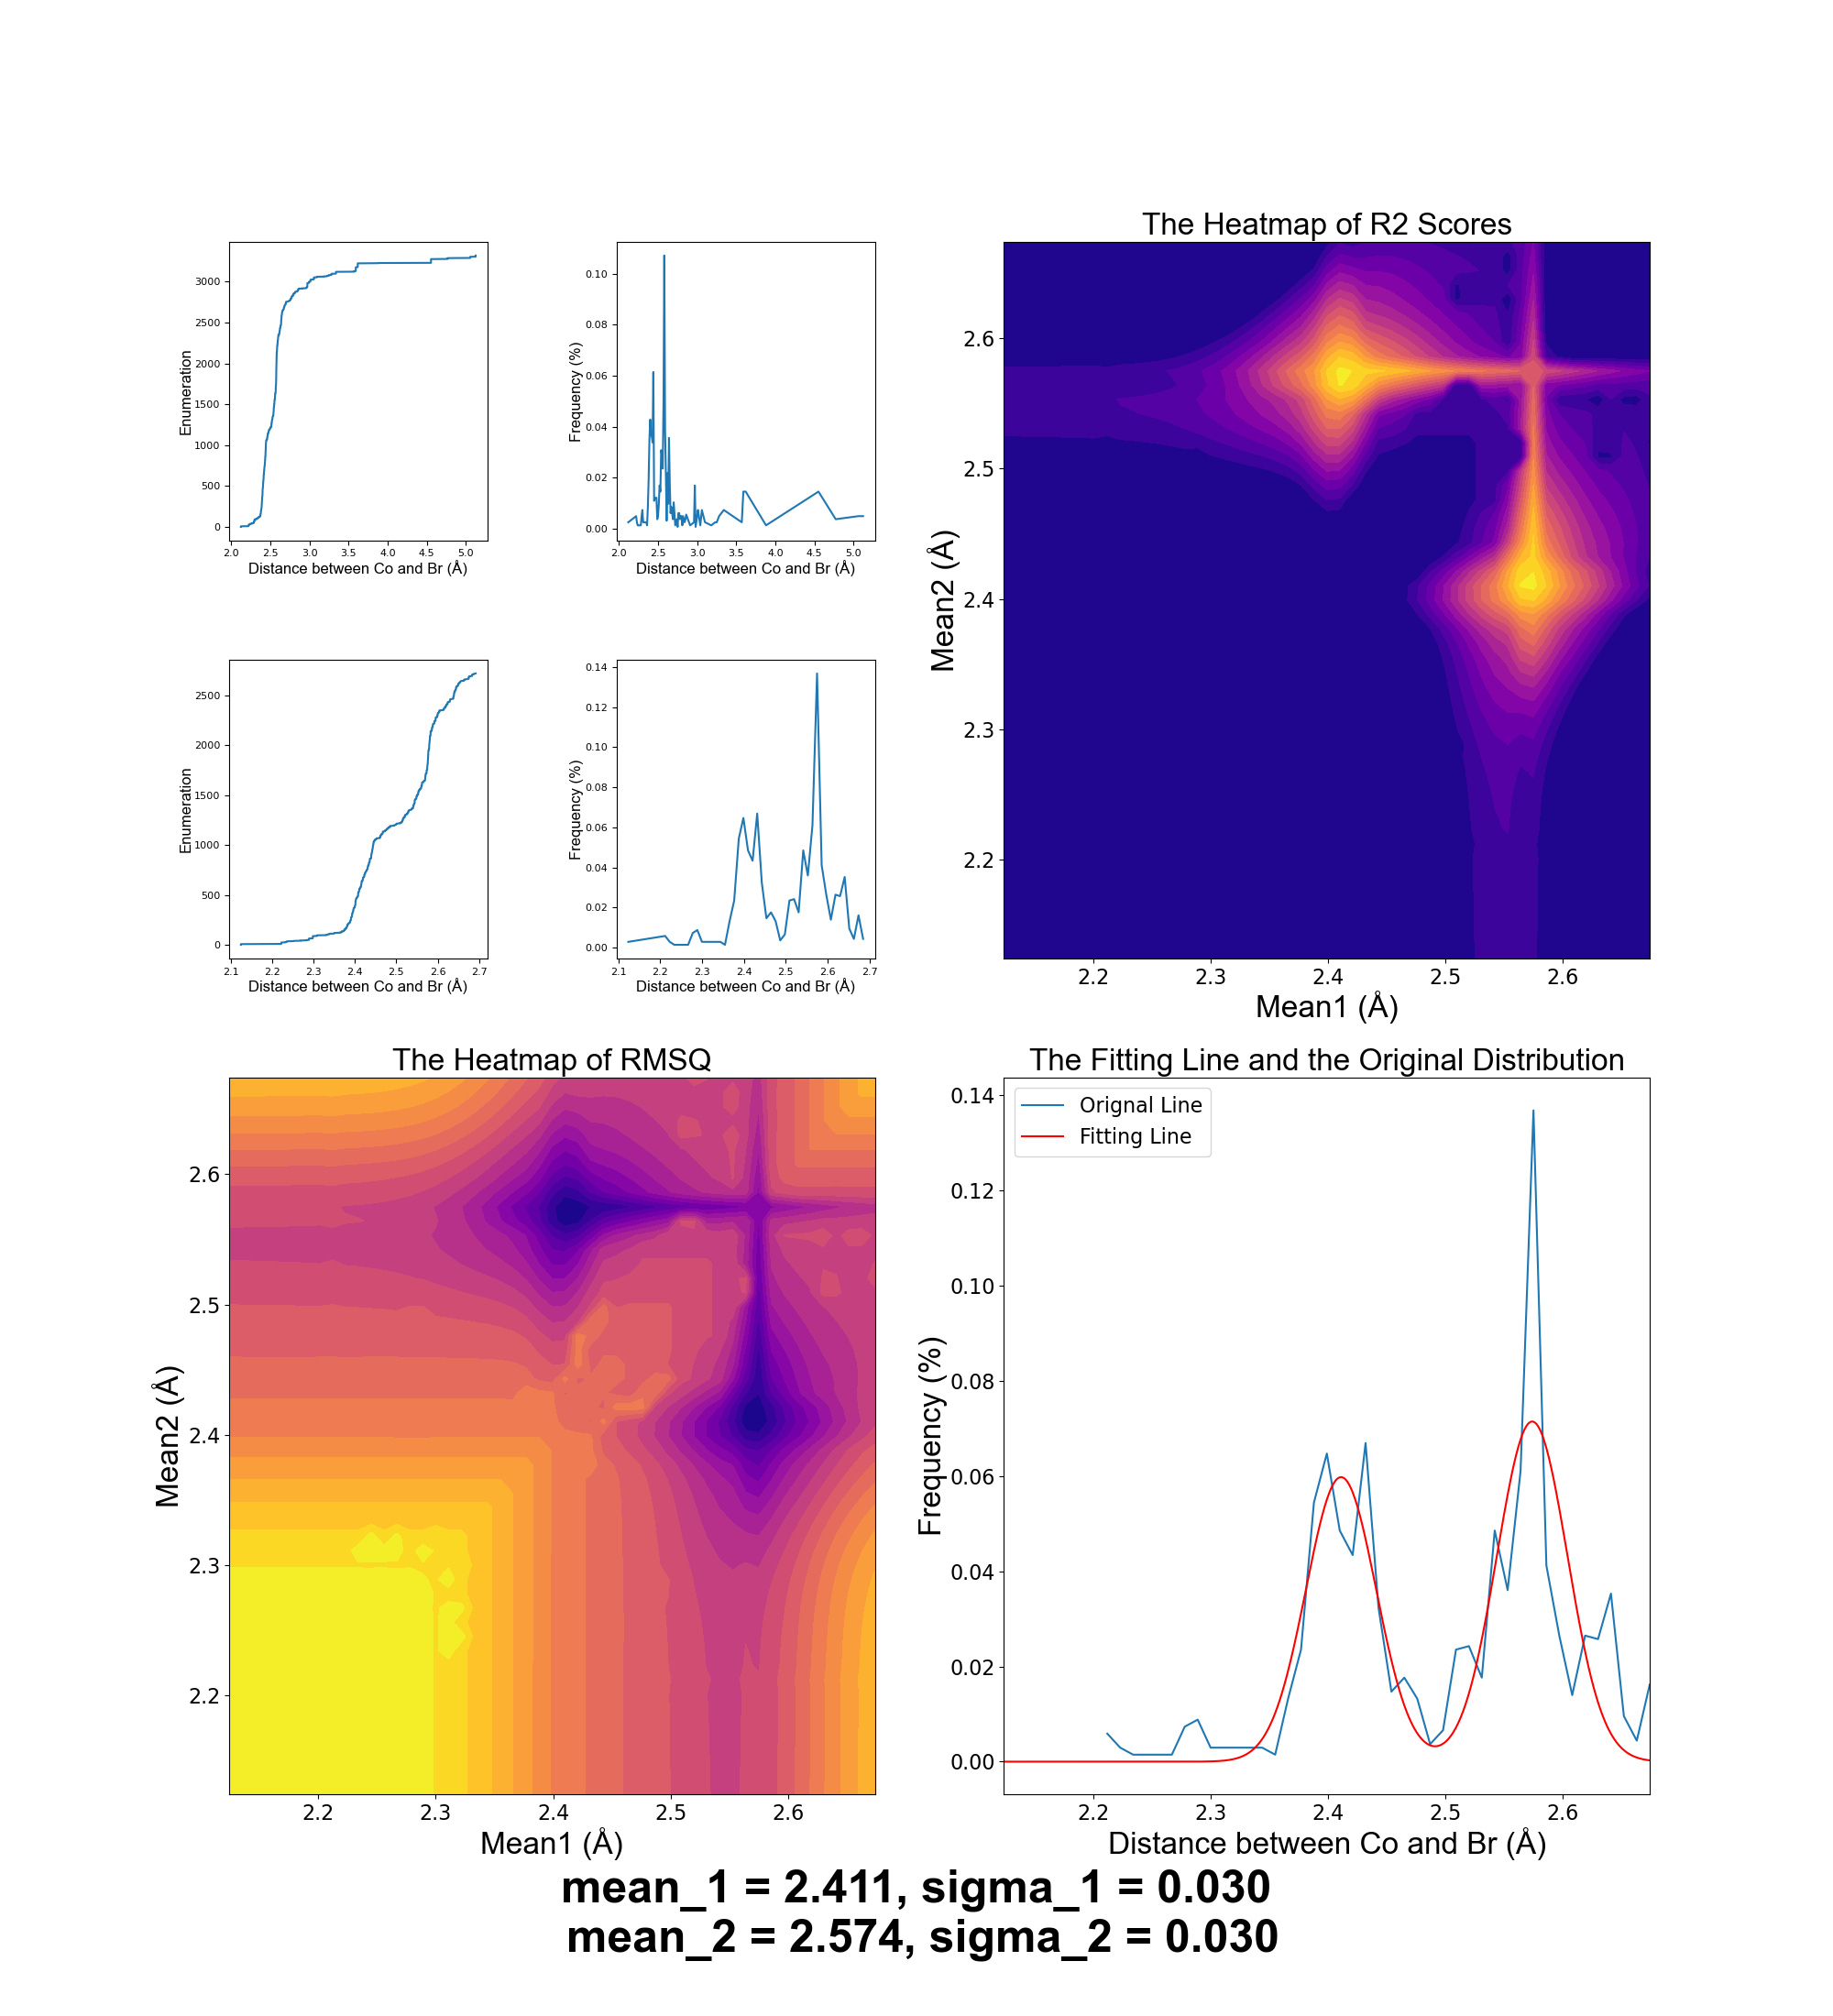 The Heatmap of R2 Scores
3000
2500
2000
1500
1000
500
0
Enumeration
2.0 2.5 3.0 3.5 4.0 4.5 5.0
Distance between Co and Br (Å)
0.10
0.08
0.06
0.04
0.02
0.00
Frequency (%)
2.0 2.5 3.0 3.5 4.0 4.5 5.0
Distance between Co and Br (Å)
2500
2000
1500
1000
500
0
Enumeration
2.1 2.2 2.3 2.4 2.5 2.6 2.7
Distance between Co and Br (Å)
0.14
0.12
0.10
0.08
0.06
0.04
0.02
0.00
Frequency (%)
2.1 2.2 2.3 2.4 2.5 2.6 2.7
Distance between Co and Br (Å)
2.6
2.5
2.4
2.3
2.2
Mean2 (Å)
2.2 2.3 2.4 2.5 2.6
Mean1 (Å)
The Heatmap of RMSQ
2.6
2.5
2.4
2.3
2.2
Mean2 (Å)
2.2 2.3 2.4 2.5 2.6
Mean1 (Å)
The Fitting Line and the Original Distribution
Orignal Line
Fitting Line
0.14
0.12
0.10
0.08
0.06
0.04
0.02
0.00
Frequency (%)
2.2 2.3 2.4 2.5 2.6
Distance between Co and Br (Å)
mean_1 = 2.411, sigma_1 = 0.030
mean_2 = 2.574, sigma_2 = 0.030